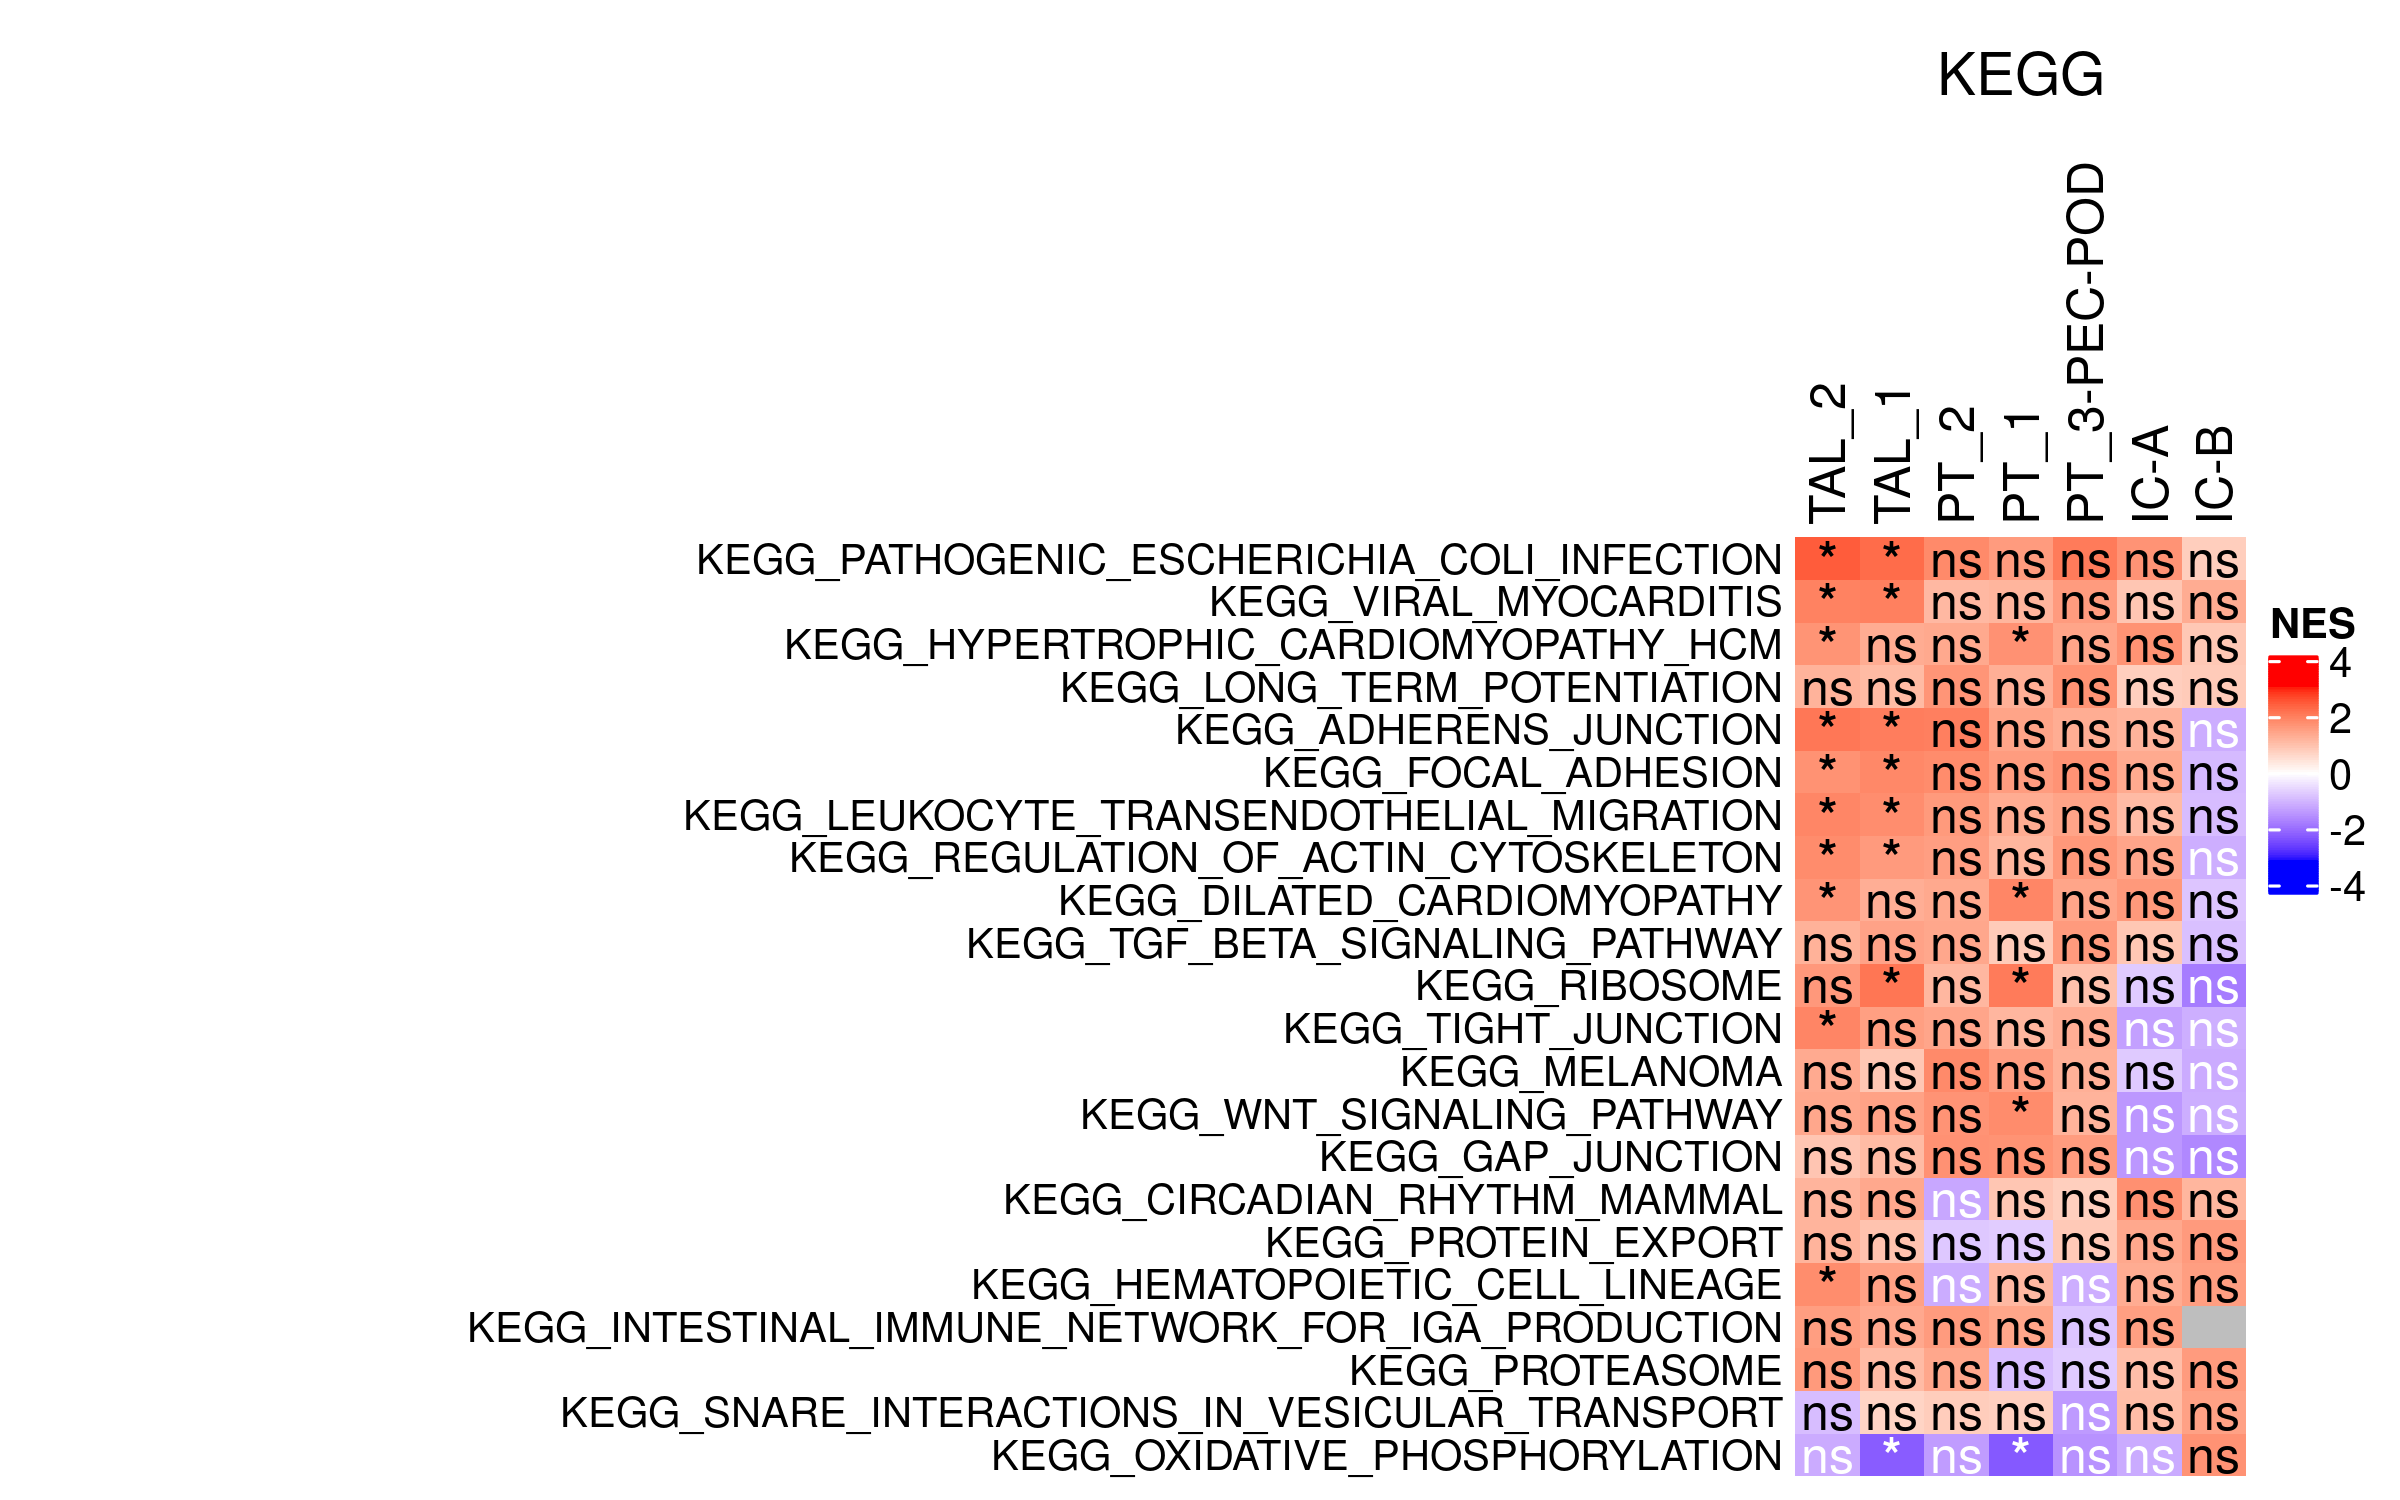 KEGG
TAL_2 TAL_1 PT_2 PT_1 PT_3-PEC-POD IC-A IC-B
KEGG_PATHOGENIC_ESCHERICHIA_COLI_INFECTION * * ns ns ns ns ns
KEGG_VIRAL_MYOCARDITIS * * ns ns ns ns ns
KEGG_HYPERTROPHIC_CARDIOMYOPATHY_HCM * ns ns * ns ns ns
KEGG_LONG_TERM_POTENTIATION ns ns ns ns ns ns ns
KEGG_ADHERENS_JUNCTION * * ns ns ns ns ns
KEGG_FOCAL_ADHESION * * ns ns ns ns ns
KEGG_LEUKOCYTE_TRANSENDOTHELIAL_MIGRATION * * ns ns ns ns ns
KEGG_REGULATION_OF_ACTIN_CYTOSKELETON * * ns ns ns ns ns
KEGG_DILATED_CARDIOMYOPATHY * ns ns * ns ns ns
KEGG_TGF_BETA_SIGNALING_PATHWAY ns ns ns ns ns ns ns
KEGG_RIBOSOME ns * ns * ns ns ns
KEGG_TIGHT_JUNCTION * ns ns ns ns ns ns
KEGG_MELANOMA ns ns ns ns ns ns ns
KEGG_WNT_SIGNALING_PATHWAY ns ns ns * ns ns ns
KEGG_GAP_JUNCTION ns ns ns ns ns ns ns
KEGG_CIRCADIAN_RHYTHM_MAMMAL ns ns ns ns ns ns ns
KEGG_PROTEIN_EXPORT ns ns ns ns ns ns ns
KEGG_HEMATOPOIETIC_CELL_LINEAGE * ns ns ns ns ns ns
KEGG_INTESTINAL_IMMUNE_NETWORK_FOR_IGA_PRODUCTION ns ns ns ns ns ns
KEGG_PROTEASOME ns ns ns ns ns ns ns
KEGG_SNARE_INTERACTIONS_IN_VESICULAR_TRANSPORT ns ns ns ns ns ns ns
KEGG_OXIDATIVE_PHOSPHORYLATION ns * ns * ns ns ns
NES
4
2
0
-2
-4